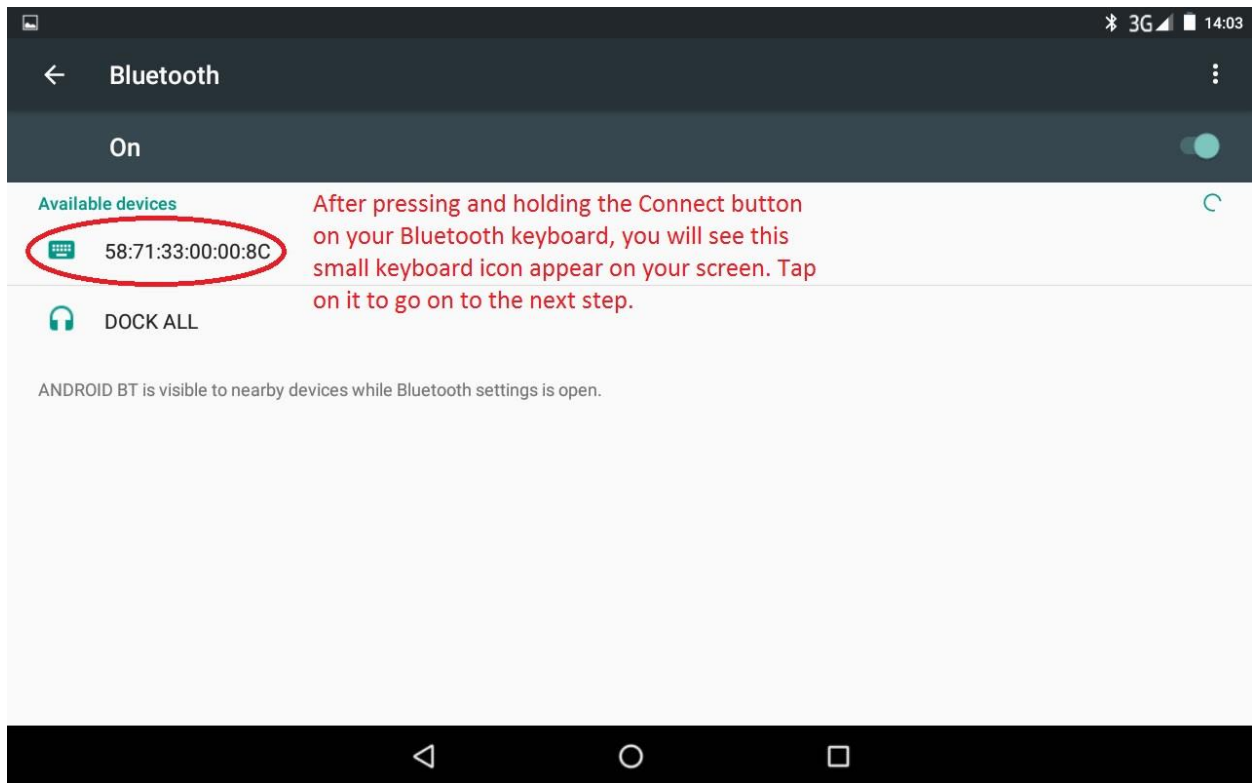 3G 14:03
Bluetooth
On
Available devices
58:71:33:00:00:8C
After pressing and holding the Connect button
on your Bluetooth keyboard, you will see this
small keyboard icon appear on your screen. Tap
on it to go on to the next step.
DOCK ALL
ANDROID BT is visible to nearby devices while Bluetooth settings is open.